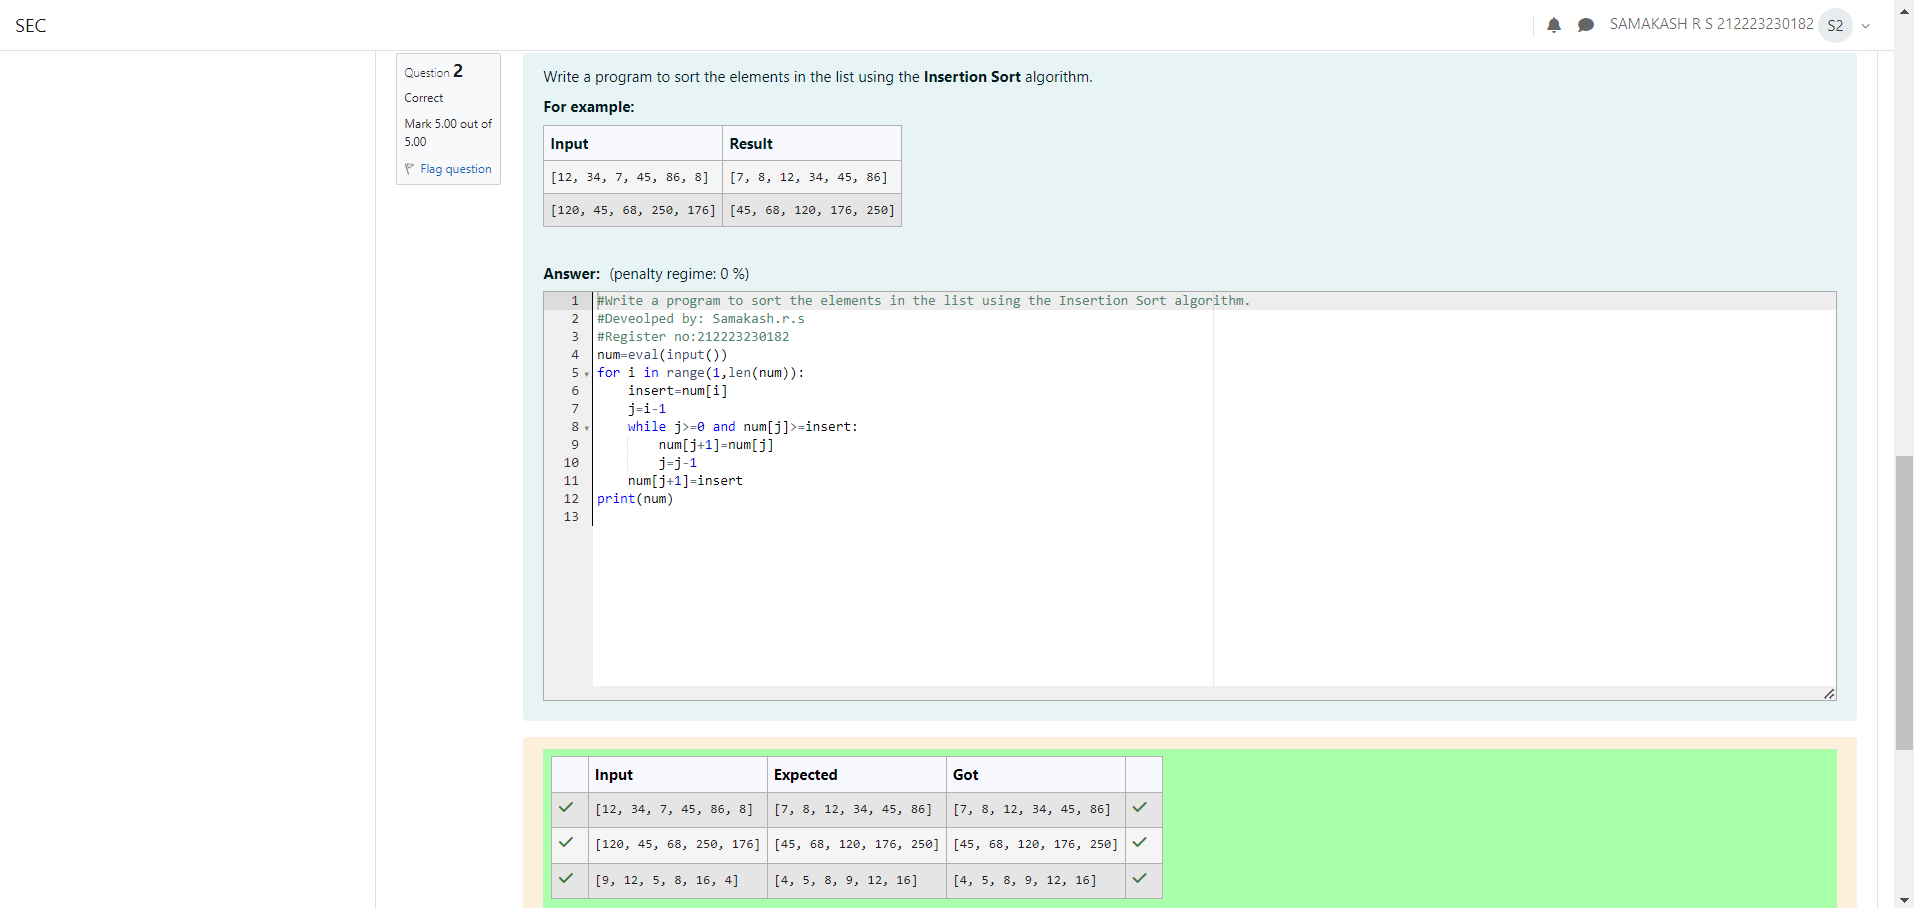 SEC
SAMAKASH R S 212223230182 S2
Question 2
Correct
Mark 5.00 out of
5.00
Flag question
Write a program to sort the elements in the list using the Insertion Sort algorithm.
For example:
Input Result
[12, 34, 7, 45, 86, 8] [7, 8, 12, 34, 45, 86]
[120, 45, 68, 250, 176] [45, 68, 120, 176, 250]
Answer: (penalty regime: 0 %)
1 #Write a program to sort the elements in the list using the Insertion Sort algorithm.
2 #Deveolped by: Samakash.r.s
3 #Register no:212223230182
4 num=eval(input())
5 for i in range(1,len(num)):
6     insert=num[i]
7     j=i-1
8     while j>=0 and num[j]>=insert:
9         num[j+1]=num[j]
10         j=j-1
11     num[j+1]=insert
12 print(num)
13
Input Expected Got
[12, 34, 7, 45, 86, 8] [7, 8, 12, 34, 45, 86] [7, 8, 12, 34, 45, 86]
[120, 45, 68, 250, 176] [45, 68, 120, 176, 250] [45, 68, 120, 176, 250]
[9, 12, 5, 8, 16, 4] [4, 5, 8, 9, 12, 16] [4, 5, 8, 9, 12, 16]